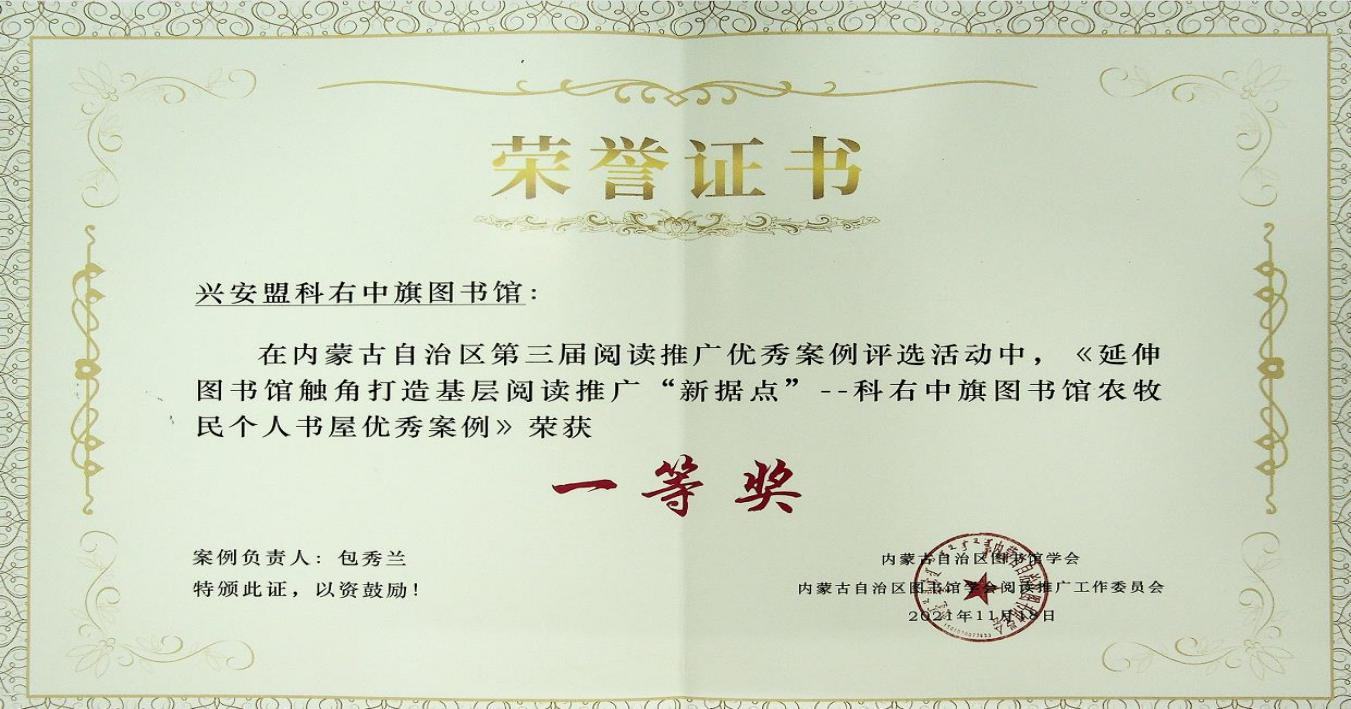 荣誉证书
兴安盟科右中旗图书馆：
在内蒙古自治区第三届阅读推广优秀案例评选活动中，《延伸
图书馆触角打造基层阅读推广“新据点”--科右中旗图书馆农牧
民个人书屋优秀案例》荣获
一等奖
案例负责人：包秀兰
特颁此证，以资鼓励！
内蒙古自治区图书馆学会
内蒙古自治区图书馆学会阅读推广工作委员会
2021年11月18日